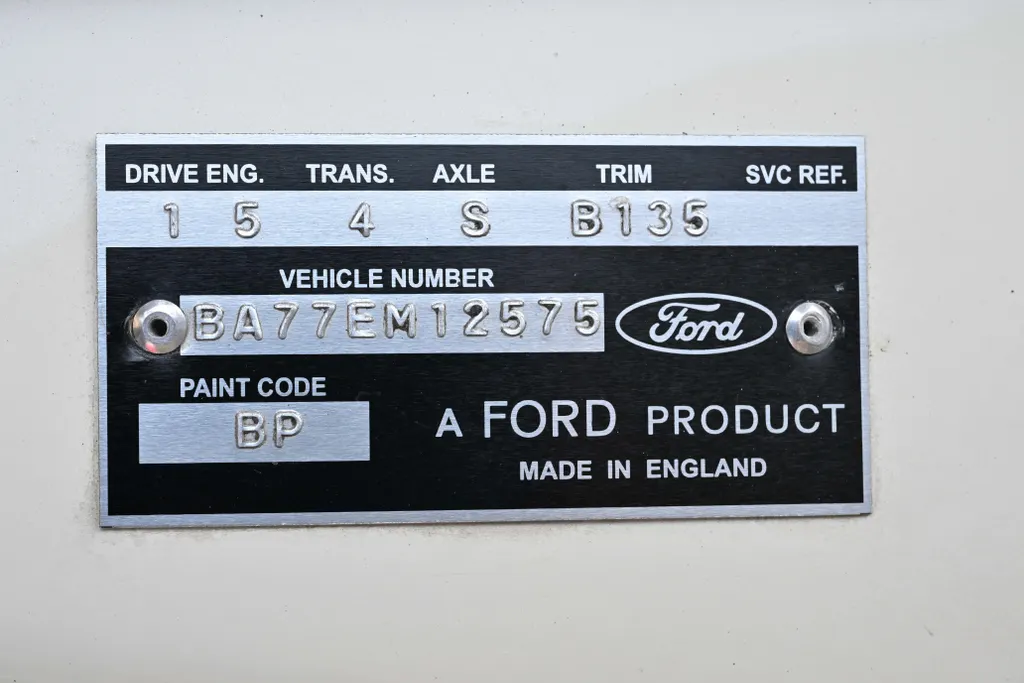 DRIVE ENG. TRANS. AXLE TRIM SVC REF.
1 5 4 S B135
VEHICLE NUMBER
BA77EM12575
Ford
PAINT CODE
BP
A FORD PRODUCT
MADE IN ENGLAND